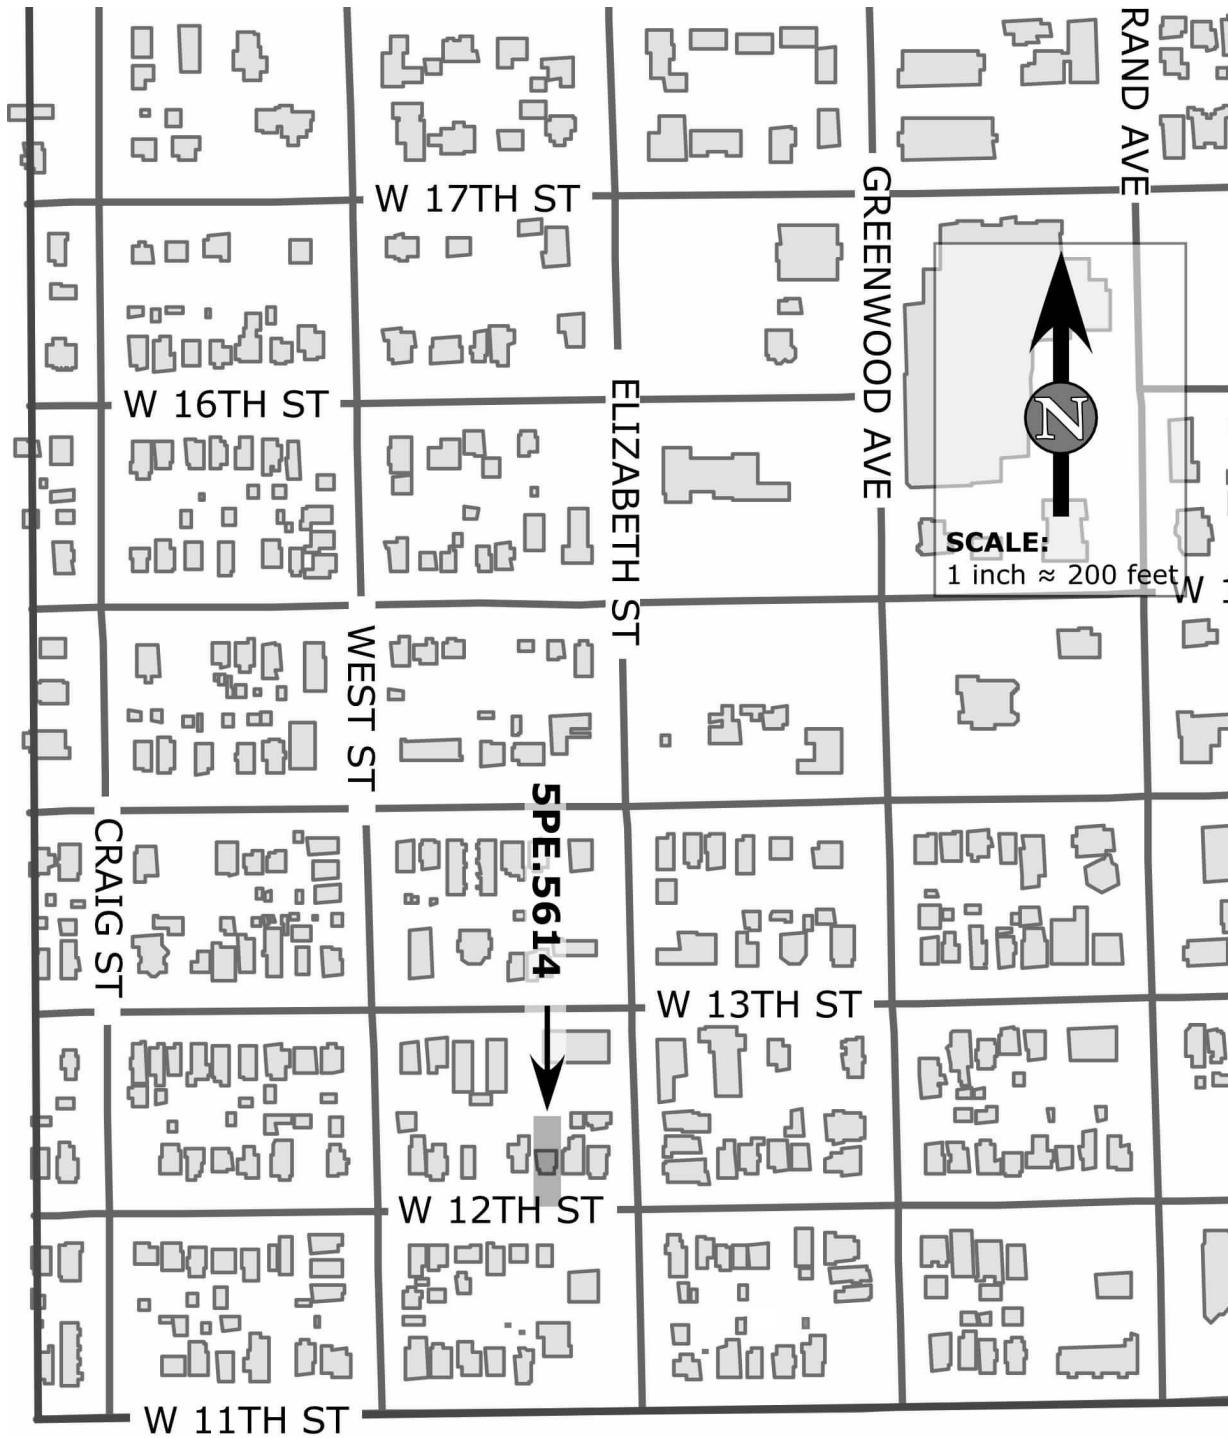 RAND AVE
W 17TH ST
GREENWOOD AVE
W 16TH ST
ELIZABETH ST
N
SCALE:
1 inch ≈ 200 feet
W 1
WEST ST
5PE.5614
CRAIG ST
W 13TH ST
W 12TH ST
W 11TH ST